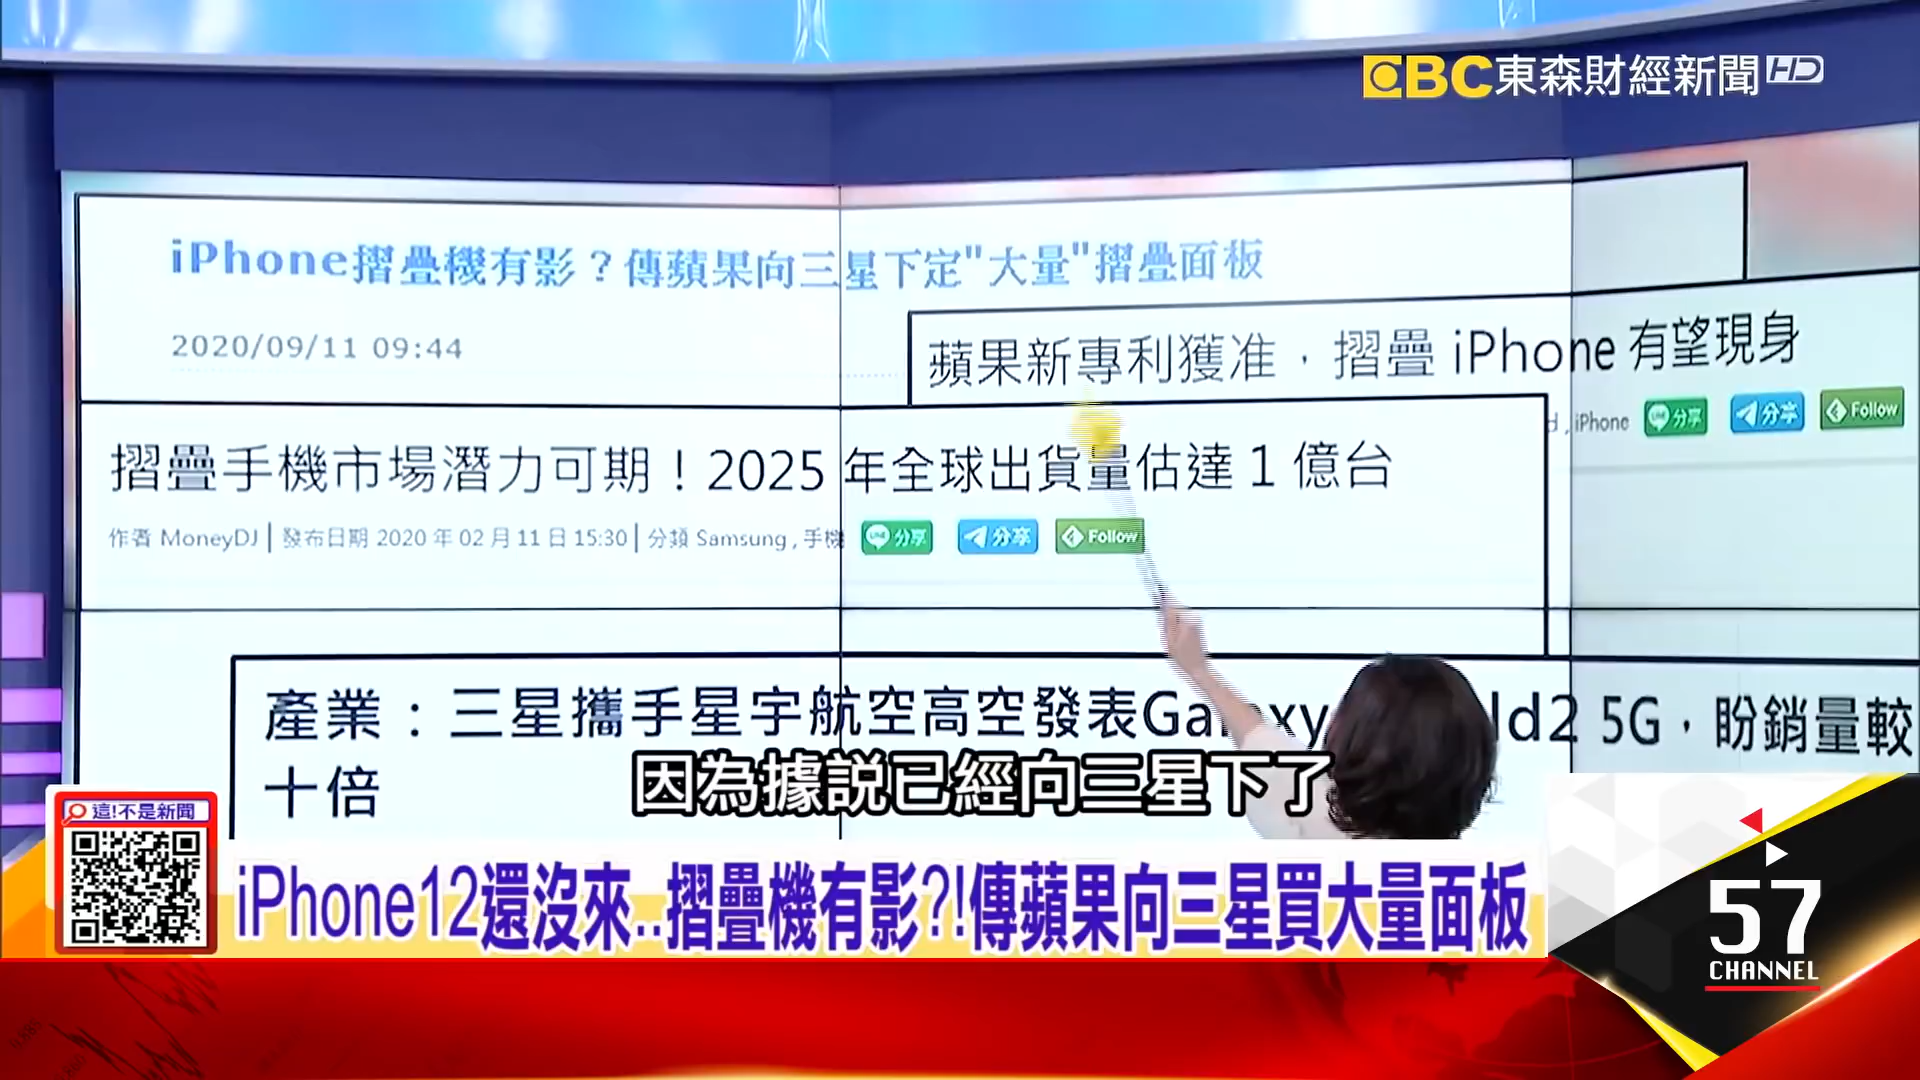 EBC東森財經新聞HD
iPhone摺疊機有影？傳蘋果向三星下定"大量"摺疊面板
2020/09/11 09:44
蘋果新專利獲准，摺疊 iPhone 有望現身
, iPhone
分享
分享
Follow
摺疊手機市場潛力可期！2025 年全球出貨量估達 1 億台
作者 MoneyDJ | 發布日期 2020 年 02 月 11 日 15:30 | 分類 Samsung , 手機
分享
分享
Follow
產業：三星攜手星宇航空高空發表Galaxy ld2 5G，盼銷量較
十倍
因為據説已經向三星下了
這!不是新聞
iPhone12還沒來..摺疊機有影?!傳蘋果向三星買大量面板
57
CHANNEL